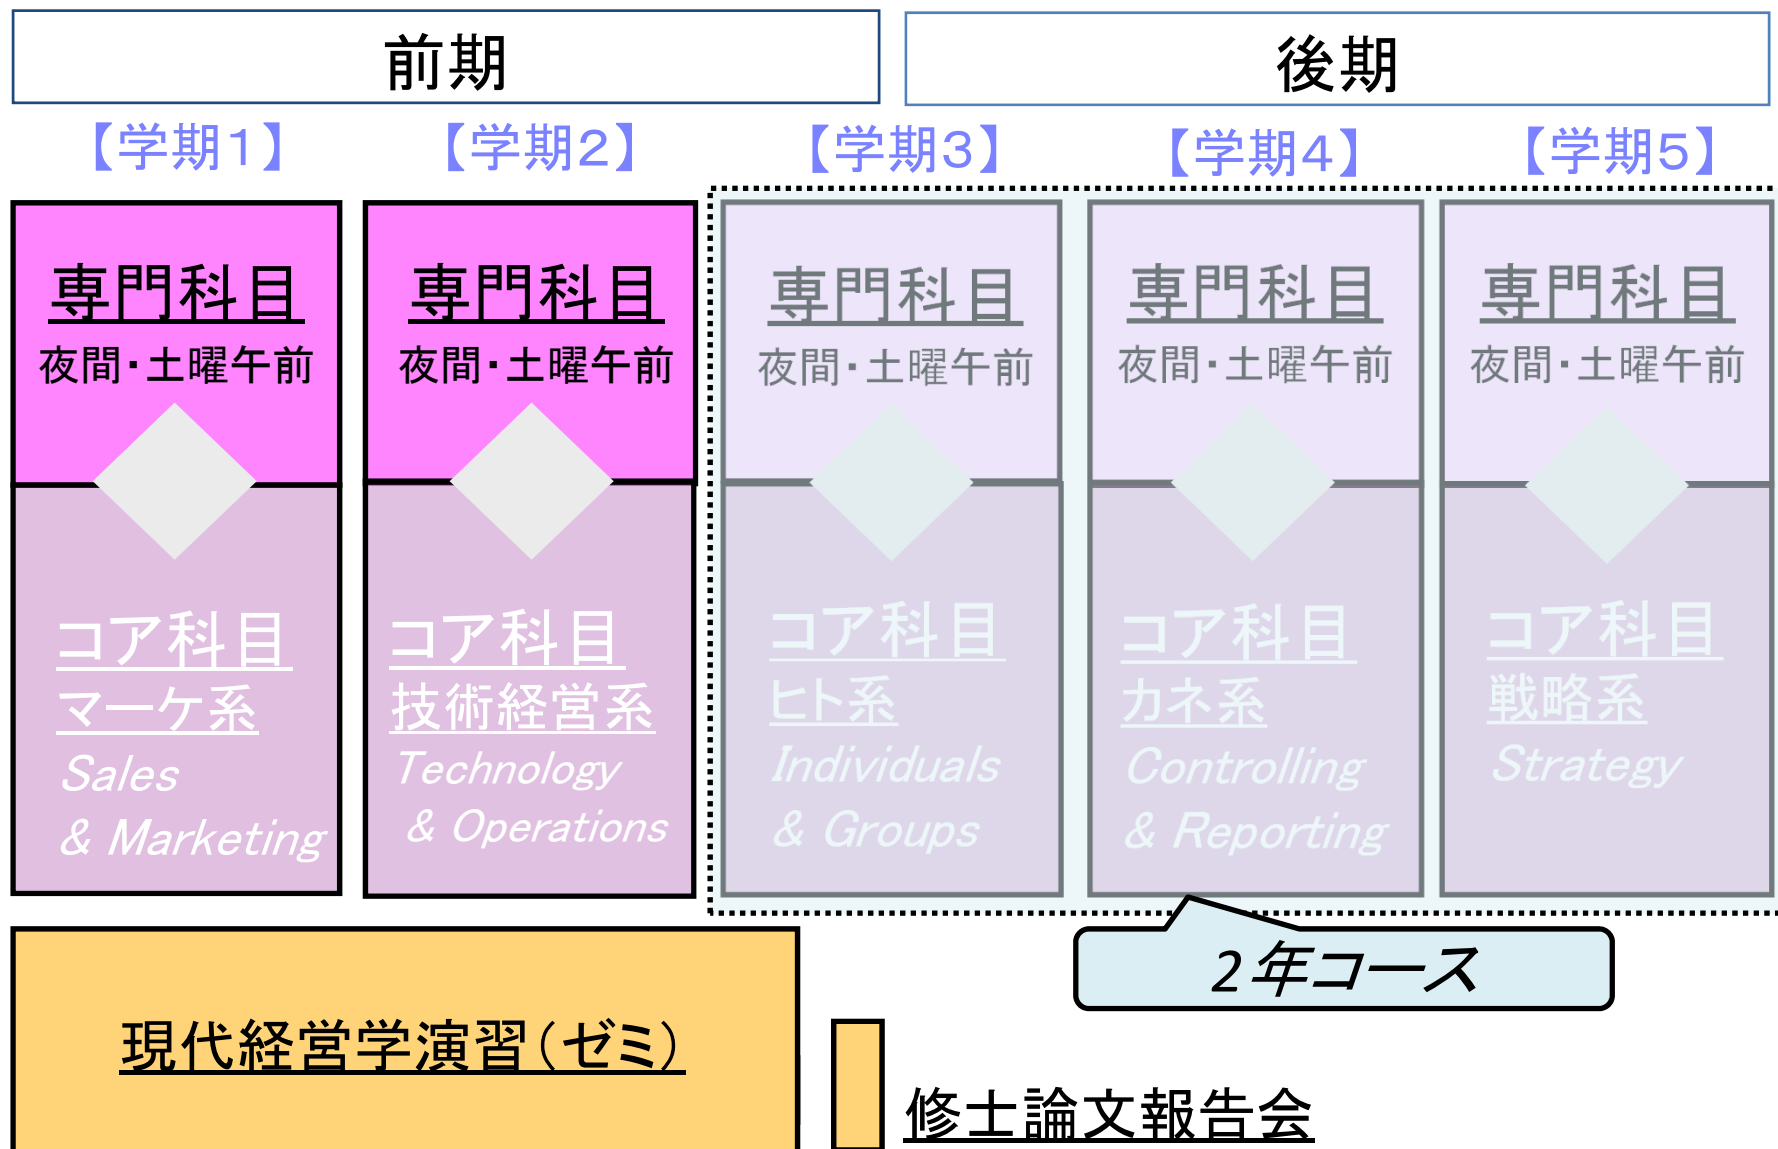 前期
後期
【学期１】
【学期２】
【学期３】
【学期４】
【学期５】
専門科目
夜間・土曜午前
コア科目
マーケ系
Sales
& Marketing
専門科目
夜間・土曜午前
コア科目
技術経営系
Technology
& Operations
専門科目
夜間・土曜午前
コア科目
ヒト系
Individuals
& Groups
専門科目
夜間・土曜午前
コア科目
カネ系
Controlling
& Reporting
専門科目
夜間・土曜午前
コア科目
戦略系
Strategy
2年コース
現代経営学演習（ゼミ）
修士論文報告会